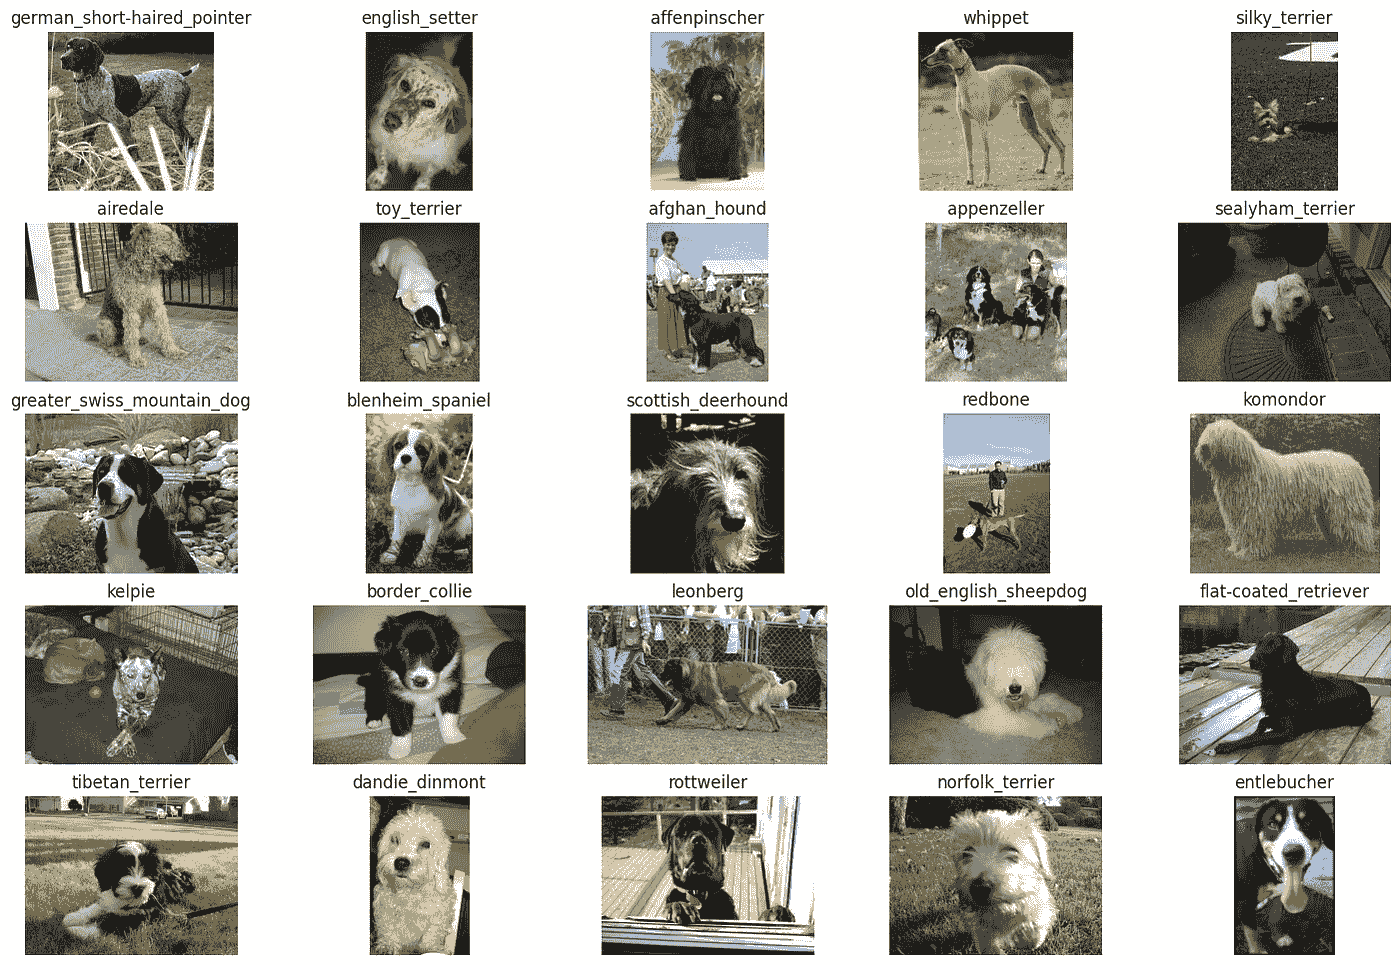 german_short-haired_pointer
english_setter
affenpinscher
whippet
silky_terrier
airedale
toy_terrier
afghan_hound
appenzeller
sealyham_terrier
greater_swiss_mountain_dog
blenheim_spaniel
scottish_deerhound
redbone
komondor
kelpie
border_collie
leonberg
old_english_sheepdog
flat-coated_retriever
tibetan_terrier
dandie_dinmont
rottweiler
norfolk_terrier
entlebucher